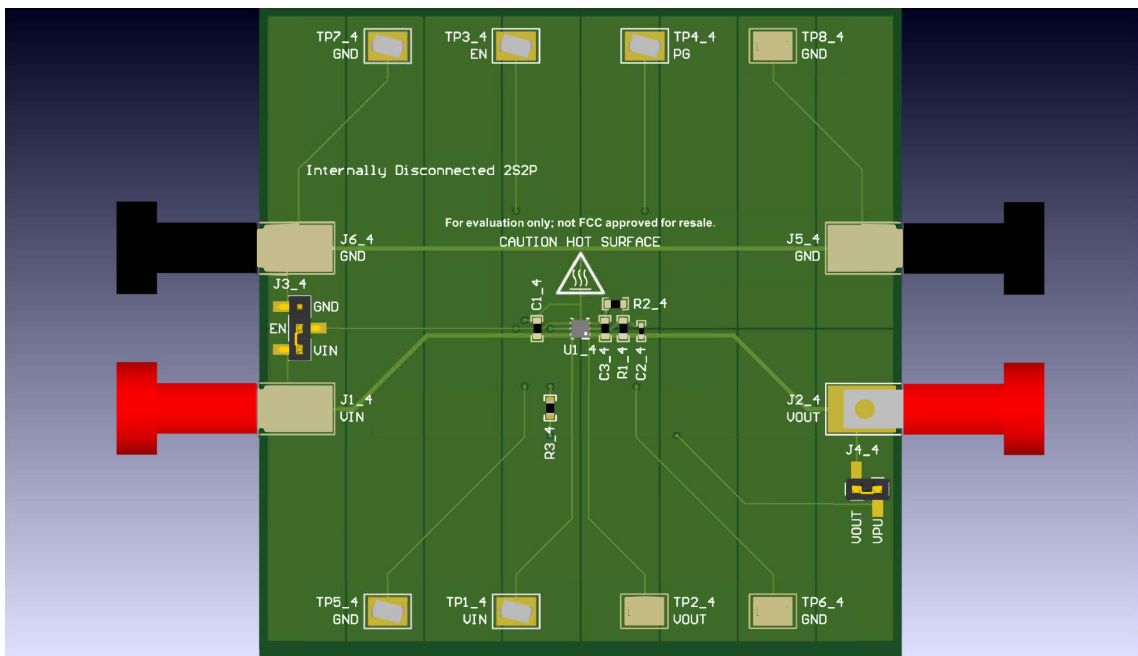 TP7_4
GND
TP3_4
EN
TP4_4
PG
TP8_4
GND
Internally Disconnected 2S2P
For evaluation only; not FCC approved for resale.
CAUTION HOT SURFACE
J6_4
GND
J5_4
GND
J3_4
GND
EN
VIN
C1_4
R2_4
U1_4
C3_4
R1_4
C2_4
J1_4
VIN
J2_4
VOUT
R3_4
J4_4
VOUT
VPU
TP5_4
GND
TP1_4
VIN
TP2_4
VOUT
TP6_4
GND